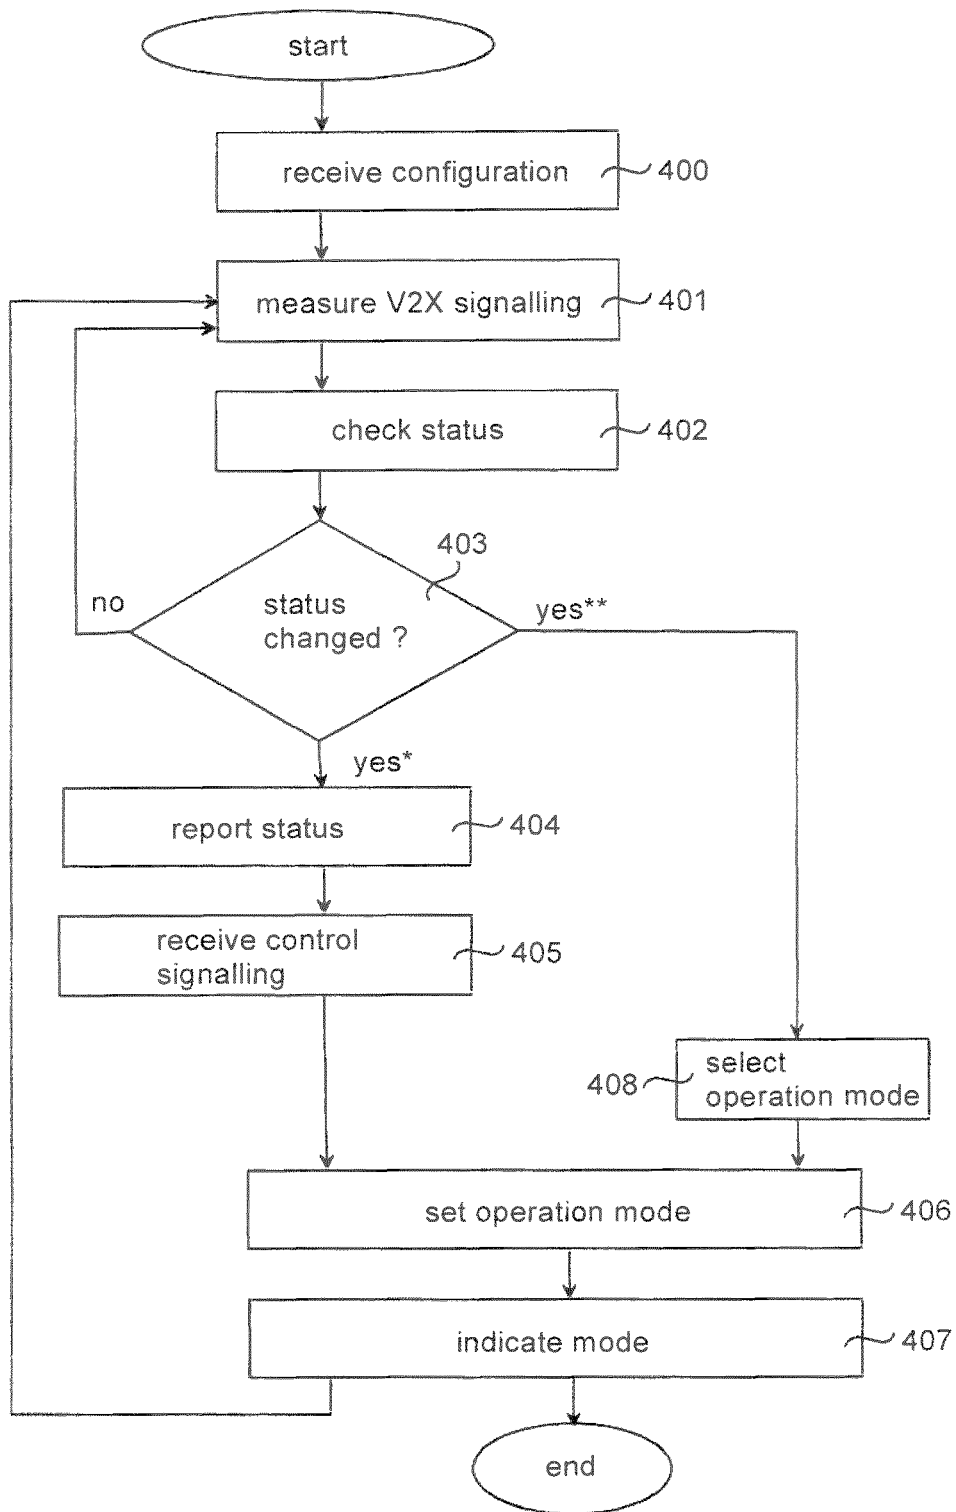 start
receive configuration
400
measure V2X signalling
401
check status
402
403
status
changed ?
no
yes**
yes*
report status
404
receive control
signalling
405
select
operation mode
408
set operation mode
406
indicate mode
407
end